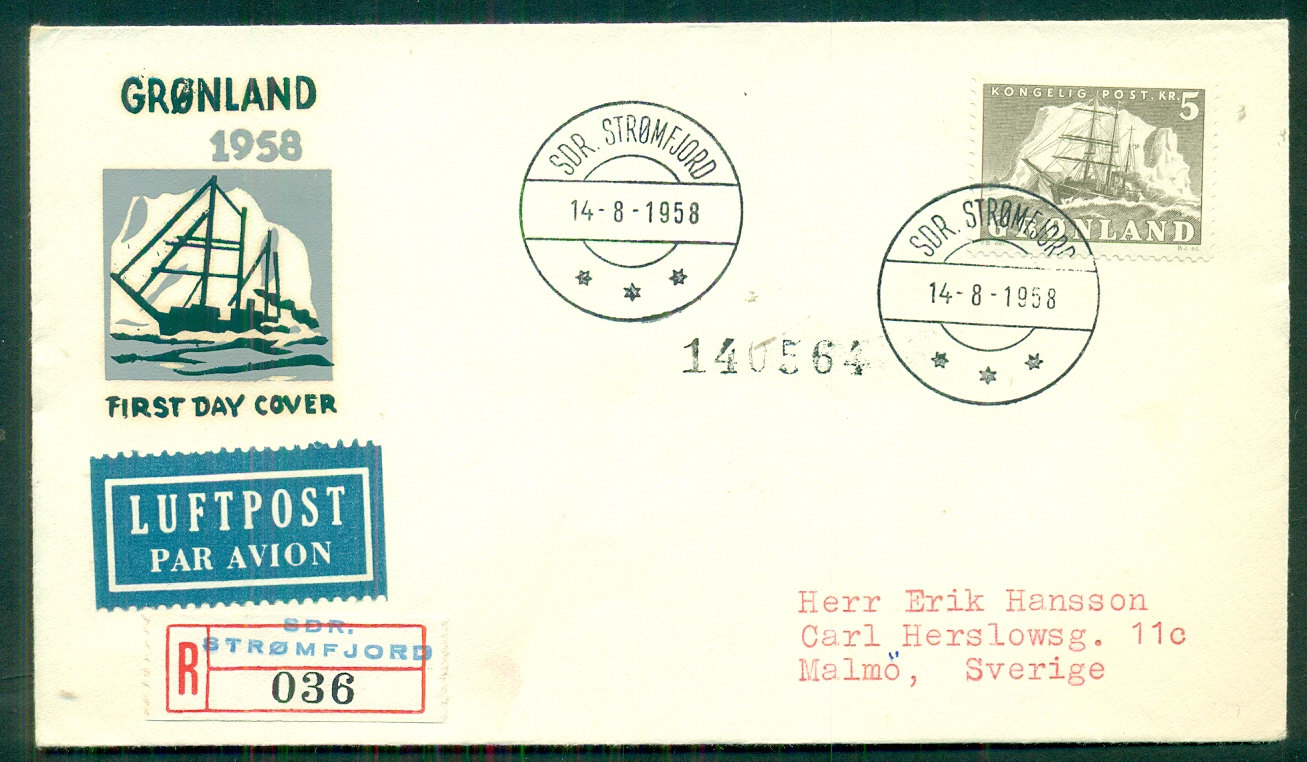 GRØNLAND
1958
FIRST DAY COVER
SDR. STRØMFJORD
14-8-1958
KONGELIG POST. KR. 5
GRØNLAND
SDR. STRØMFJORD
14-8-1958
140564
LUFTPOST
PAR AVION
SDR.
STRØMFJORD
R
036
Herr Erik Hansson
Carl Herslowsg. 11c
Malmö, Sverige